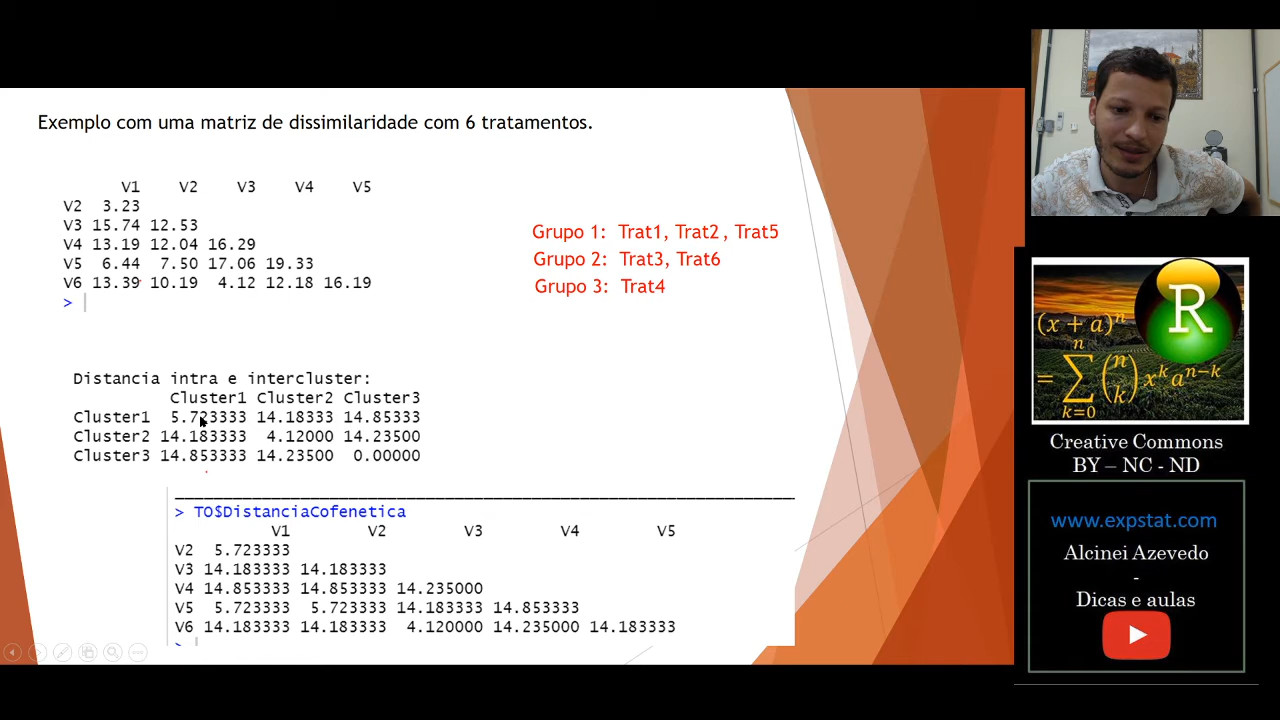 Exemplo com uma matriz de dissimilaridade com 6 tratamentos.
V1 V2 V3 V4 V5
V2 3.23
V3 15.74 12.53
V4 13.19 12.04 16.29
V5 6.44 7.50 17.06 19.33
V6 13.39 10.19 4.12 12.18 16.19
>
Grupo 1: Trat1, Trat2 , Trat5
Grupo 2: Trat3, Trat6
Grupo 3: Trat4
Distancia intra e intercluster:
Cluster1 Cluster2 Cluster3
Cluster1 5.723333 14.18333 14.85333
Cluster2 14.183333 4.12000 14.23500
Cluster3 14.853333 14.23500 0.00000
> TO$DistanciaCofenetica
V1 V2 V3 V4 V5
V2 5.723333
V3 14.183333 14.183333
V4 14.853333 14.853333 14.235000
V5 5.723333 5.723333 14.183333 14.853333
V6 14.183333 14.183333 4.120000 14.235000 14.183333
R
(x + a)^n
= ∑ n k=0 (n k) x^k a^n−k
Creative Commons
BY – NC - ND
www.expstat.com
Alcinei Azevedo
-
Dicas e aulas